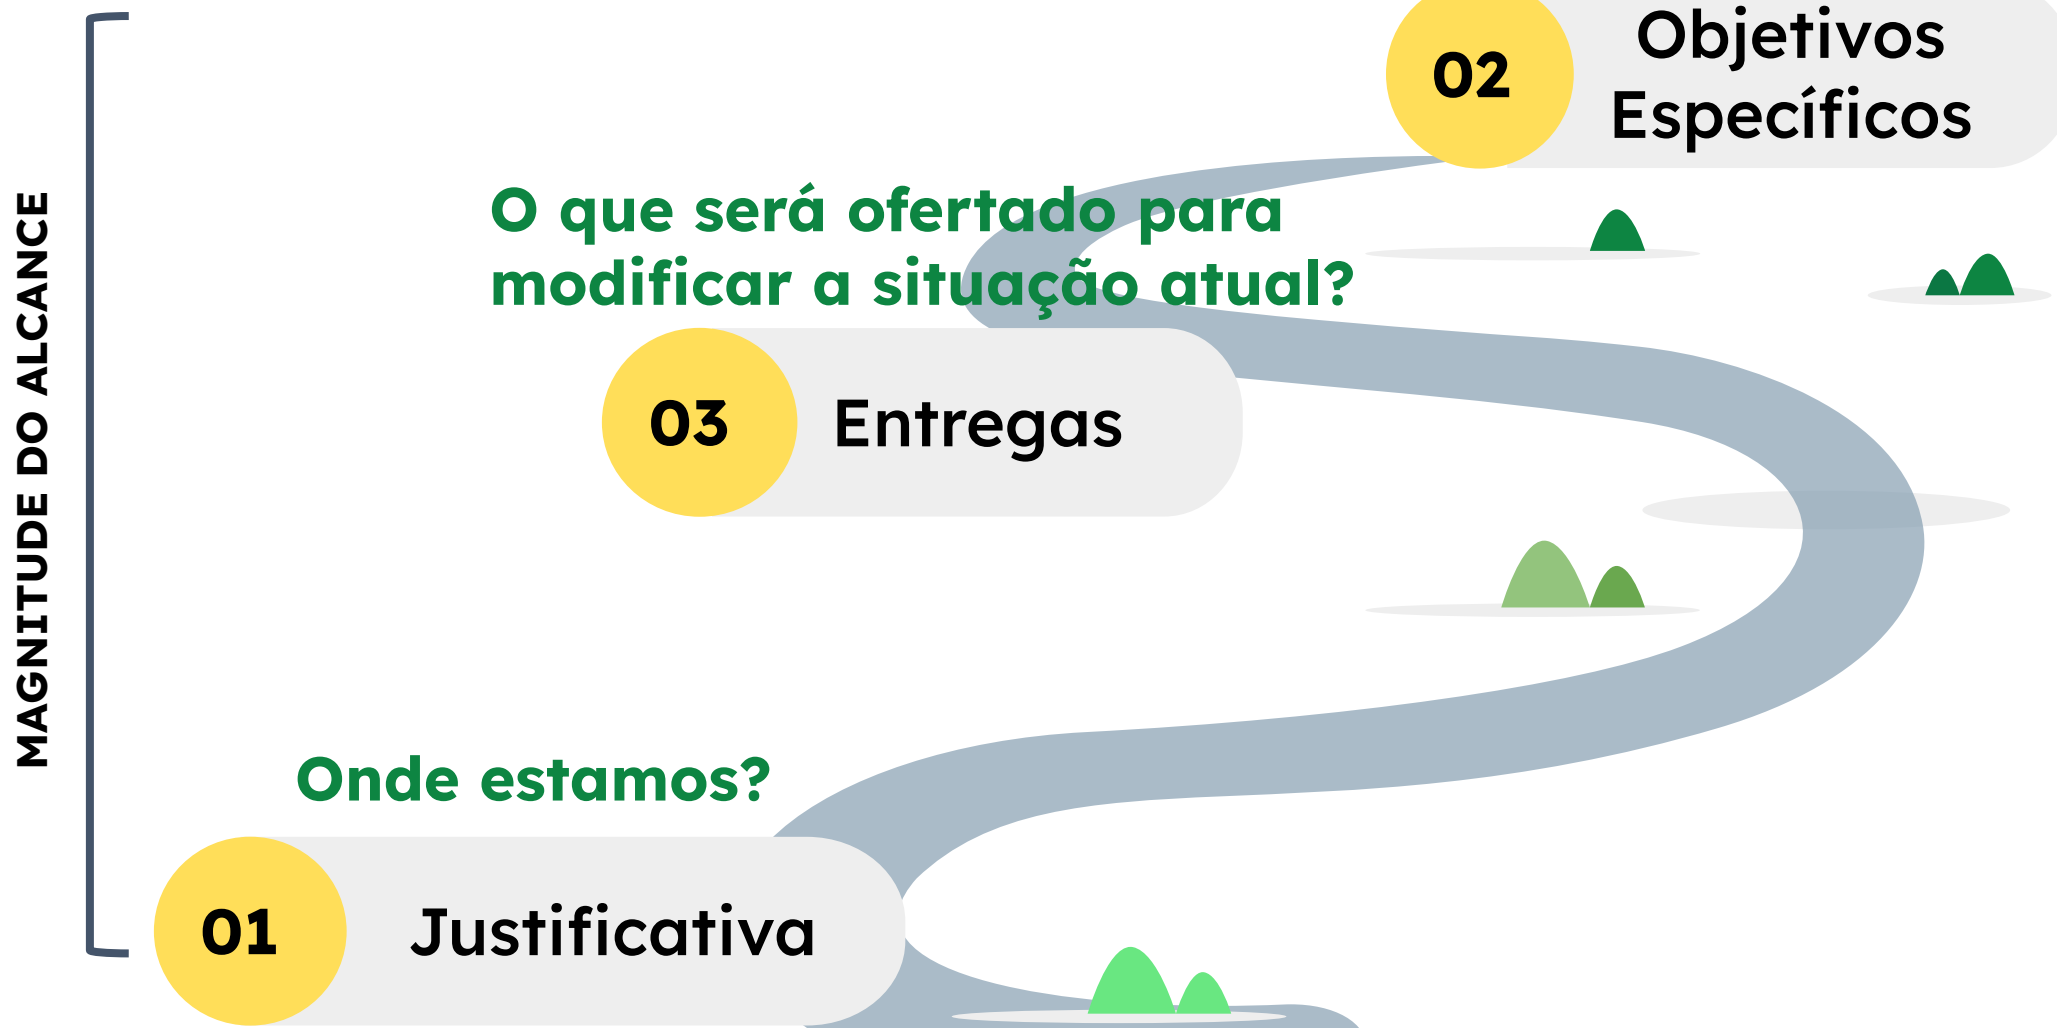 MAGNITUDE DO ALCANCE
02
Objetivos
Específicos
O que será ofertado para
modificar a situação atual?
03
Entregas
Onde estamos?
01
Justificativa